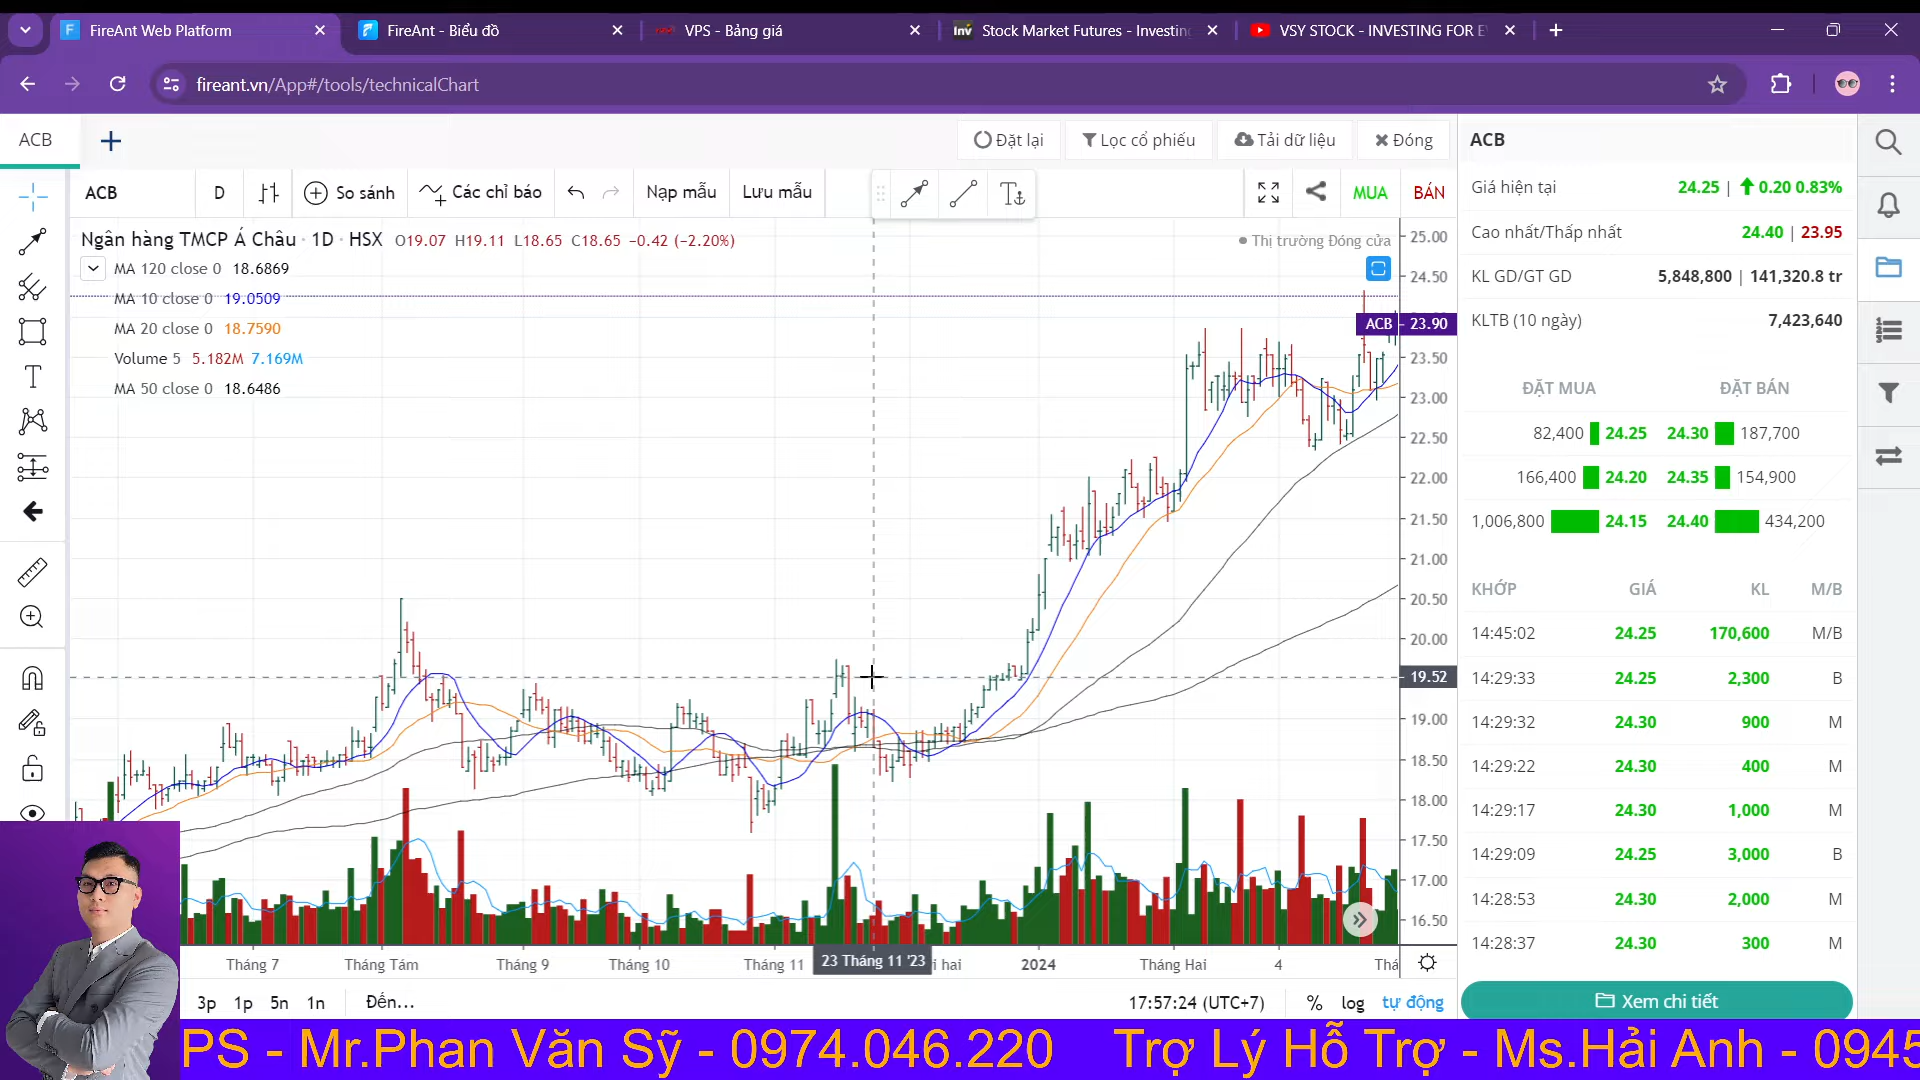 FireAnt Web Platform
FireAnt - Biểu đồ
VPS - Bảng giá
Inv Stock Market Futures - Investing
VSY STOCK - INVESTING FOR E
fireant.vn/App#/tools/technicalChart
ACB
Đặt lại
Lọc cổ phiếu
Tải dữ liệu
Đóng
ACB
ACB D So sánh Các chỉ báo Nạp mẫu Lưu mẫu MUA BÁN
Ngân hàng TMCP Á Châu · 1D · HSX O19.07 H19.11 L18.65 C18.65 −0.42 (−2.20%)
Thị trường Đóng cửa
MA 120 close 0 18.6869
MA 10 close 0 19.0509
MA 20 close 0 18.7590
Volume 5 5.182M 7.169M
MA 50 close 0 18.6486
25.00
24.50
ACB 23.90
23.50
23.00
22.50
22.00
21.50
21.00
20.50
20.00
19.52
19.00
18.50
18.00
17.50
17.00
16.50
Tháng 7 Tháng Tám Tháng 9 Tháng 10 Tháng 11 23 Tháng 11 '23 i hai 2024 Tháng Hai 4 Thá
3p 1p 5n 1n Đến... 17:57:24 (UTC+7) % log tự động
Giá hiện tại 24.25 | 0.20 0.83%
Cao nhất/Thấp nhất 24.40 | 23.95
KL GD/GT GD 5,848,800 | 141,320.8 tr
KLTB (10 ngày) 7,423,640
ĐẶT MUA ĐẶT BÁN
82,400 24.25 24.30 187,700
166,400 24.20 24.35 154,900
1,006,800 24.15 24.40 434,200
KHỚP GIÁ KL M/B
14:45:02 24.25 170,600 M/B
14:29:33 24.25 2,300 B
14:29:32 24.30 900 M
14:29:22 24.30 400 M
14:29:17 24.30 1,000 M
14:29:09 24.25 3,000 B
14:28:53 24.30 2,000 M
14:28:37 24.30 300 M
Xem chi tiết
PS - Mr.Phan Văn Sỹ - 0974.046.220 Trợ Lý Hỗ Trợ - Ms.Hải Anh - 0945